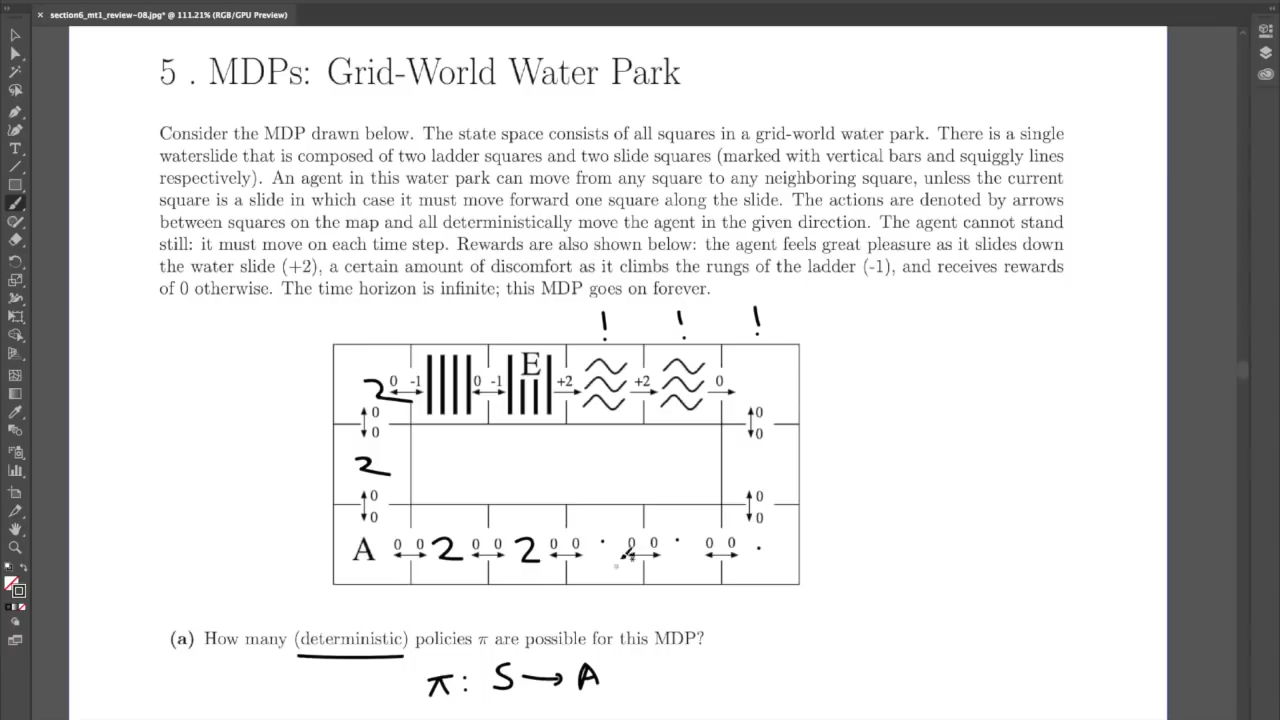 section6_mt1_review-08.jpg* @ 111.21% (RGB/GPU Preview)
5 . MDPs: Grid-World Water Park
Consider the MDP drawn below. The state space consists of all squares in a grid-world water park. There is a single
waterslide that is composed of two ladder squares and two slide squares (marked with vertical bars and squiggly lines
respectively). An agent in this water park can move from any square to any neighboring square, unless the current
square is a slide in which case it must move forward one square along the slide. The actions are denoted by arrows
between squares on the map and all deterministically move the agent in the given direction. The agent cannot stand
still: it must move on each time step. Rewards are also shown below: the agent feels great pleasure as it slides down
the water slide (+2), a certain amount of discomfort as it climbs the rungs of the ladder (-1), and receives rewards
of 0 otherwise. The time horizon is infinite; this MDP goes on forever.
! ! !
E
2 0 -1 0 -1 +2 +2 0
0 0
0 0
2
0 0
0 0
A 0 0 2 0 0 2 0 0 0 0 0 0
(a) How many (deterministic) policies π are possible for this MDP?
π: S → A